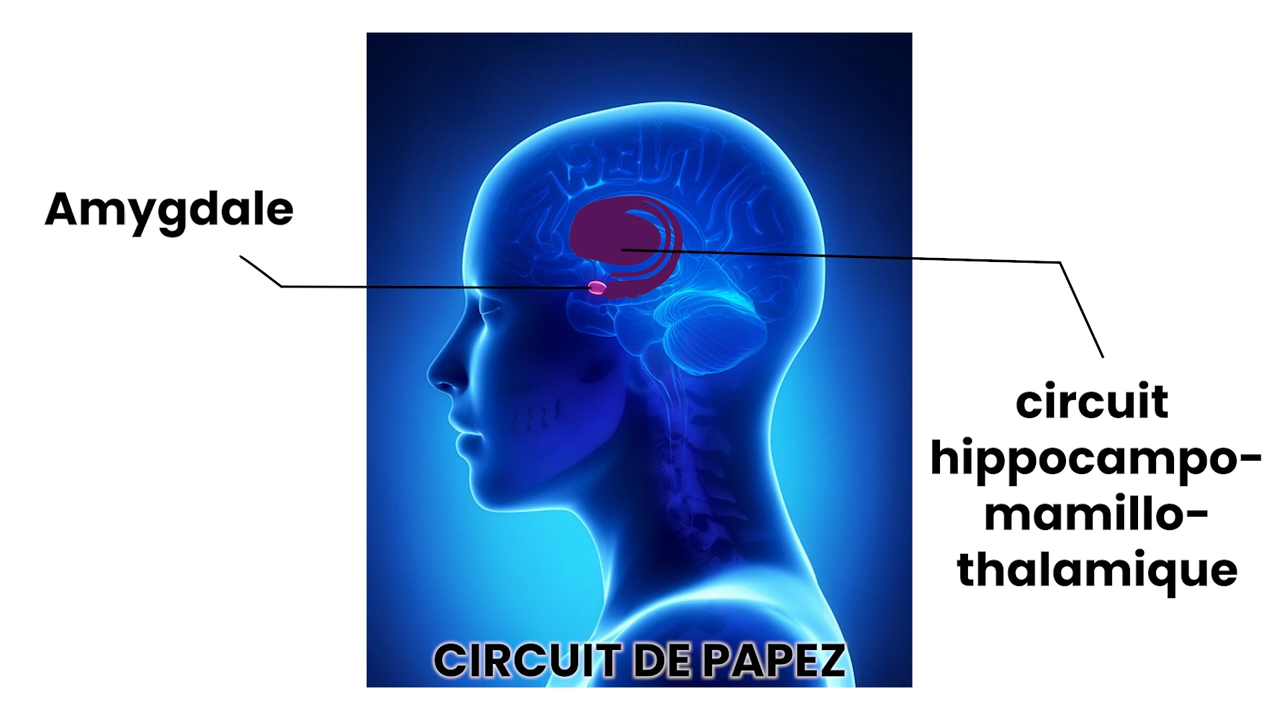 Amygdale
circuit
hippocampo-
mamillo-
thalamique
CIRCUIT DE PAPEZ